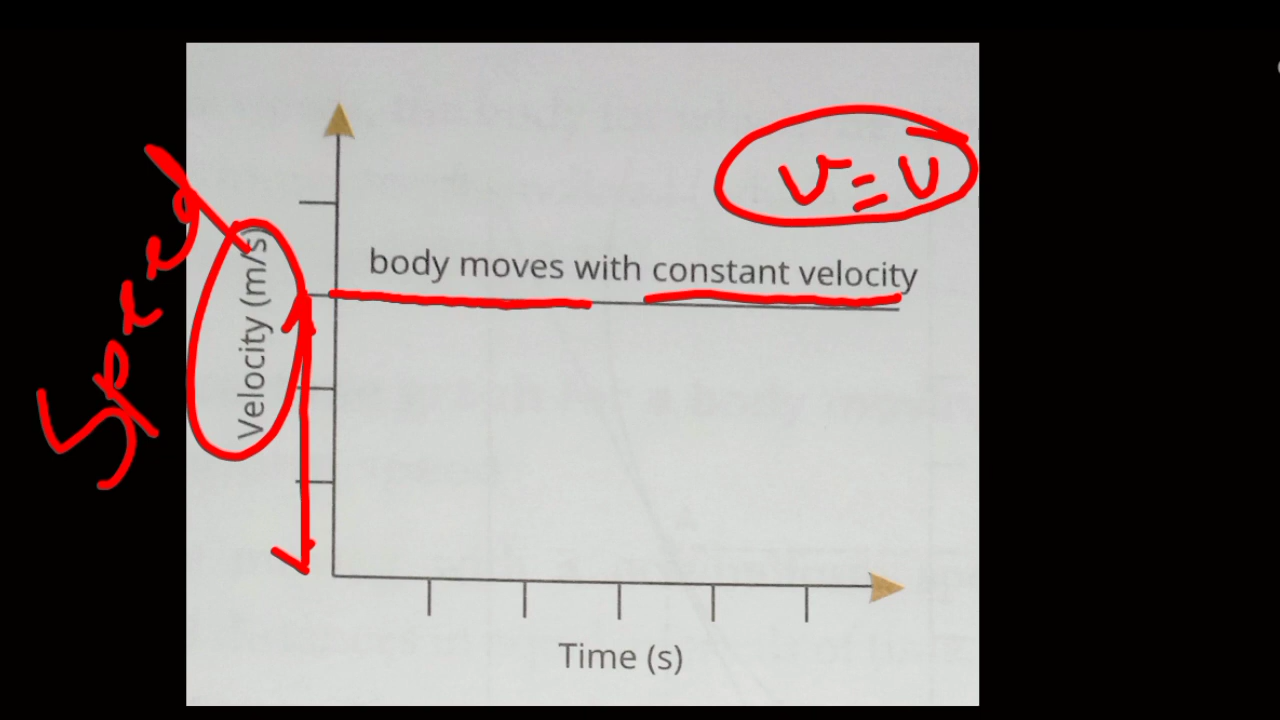 v = u
body moves with constant velocity
Speed
Velocity (m/s)
Time (s)